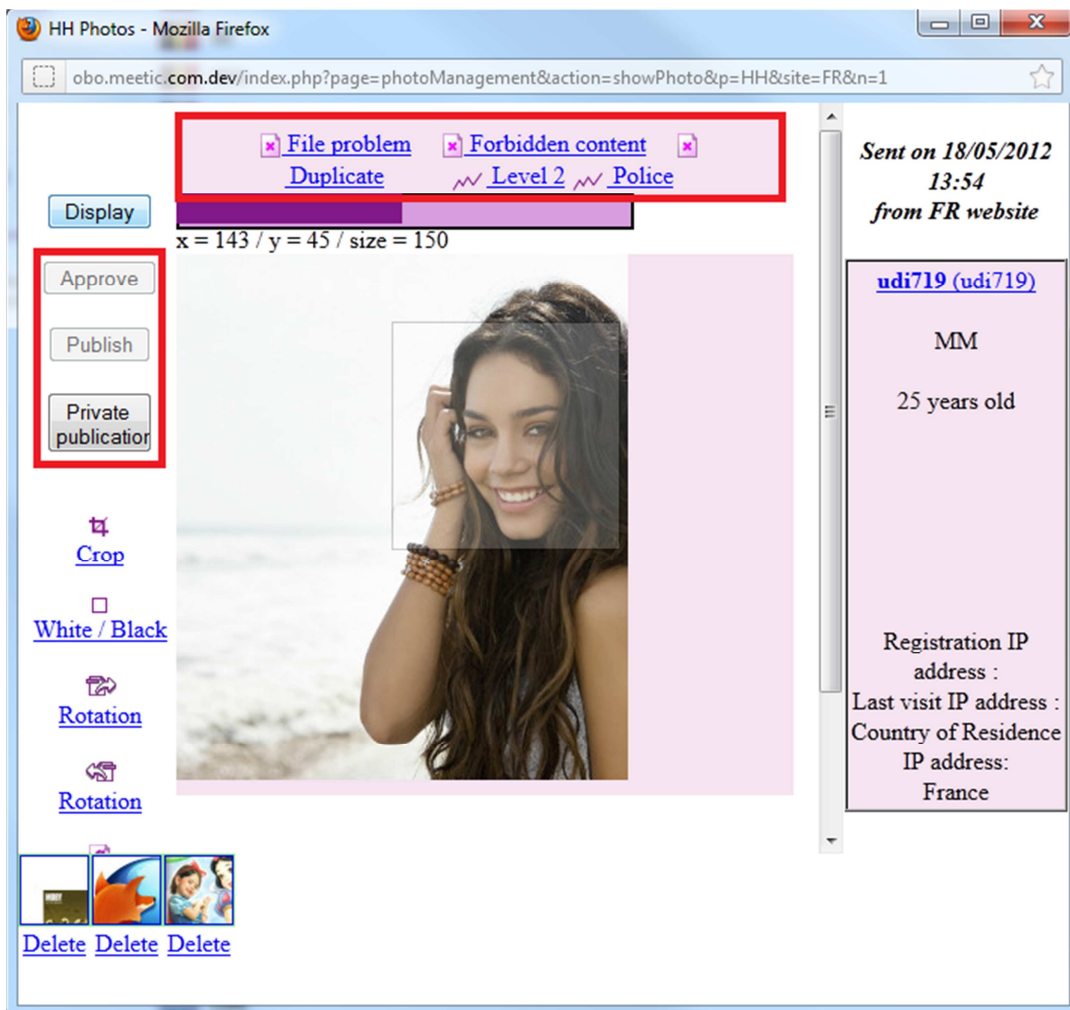 HH Photos - Mozilla Firefox
obo.meetic.com.dev/index.php?page=photoManagement&action=showPhoto&p=HH&site=FR&n=1
File problem Forbidden content
Duplicate Level 2 Police
Display
x = 143 / y = 45 / size = 150
Approve
Publish
Private
publication
Crop
White / Black
Rotation
Rotation
Delete Delete Delete
Sent on 18/05/2012
13:54
from FR website
udi719 (udi719)
MM
25 years old
Registration IP
address :
Last visit IP address :
Country of Residence
IP address:
France